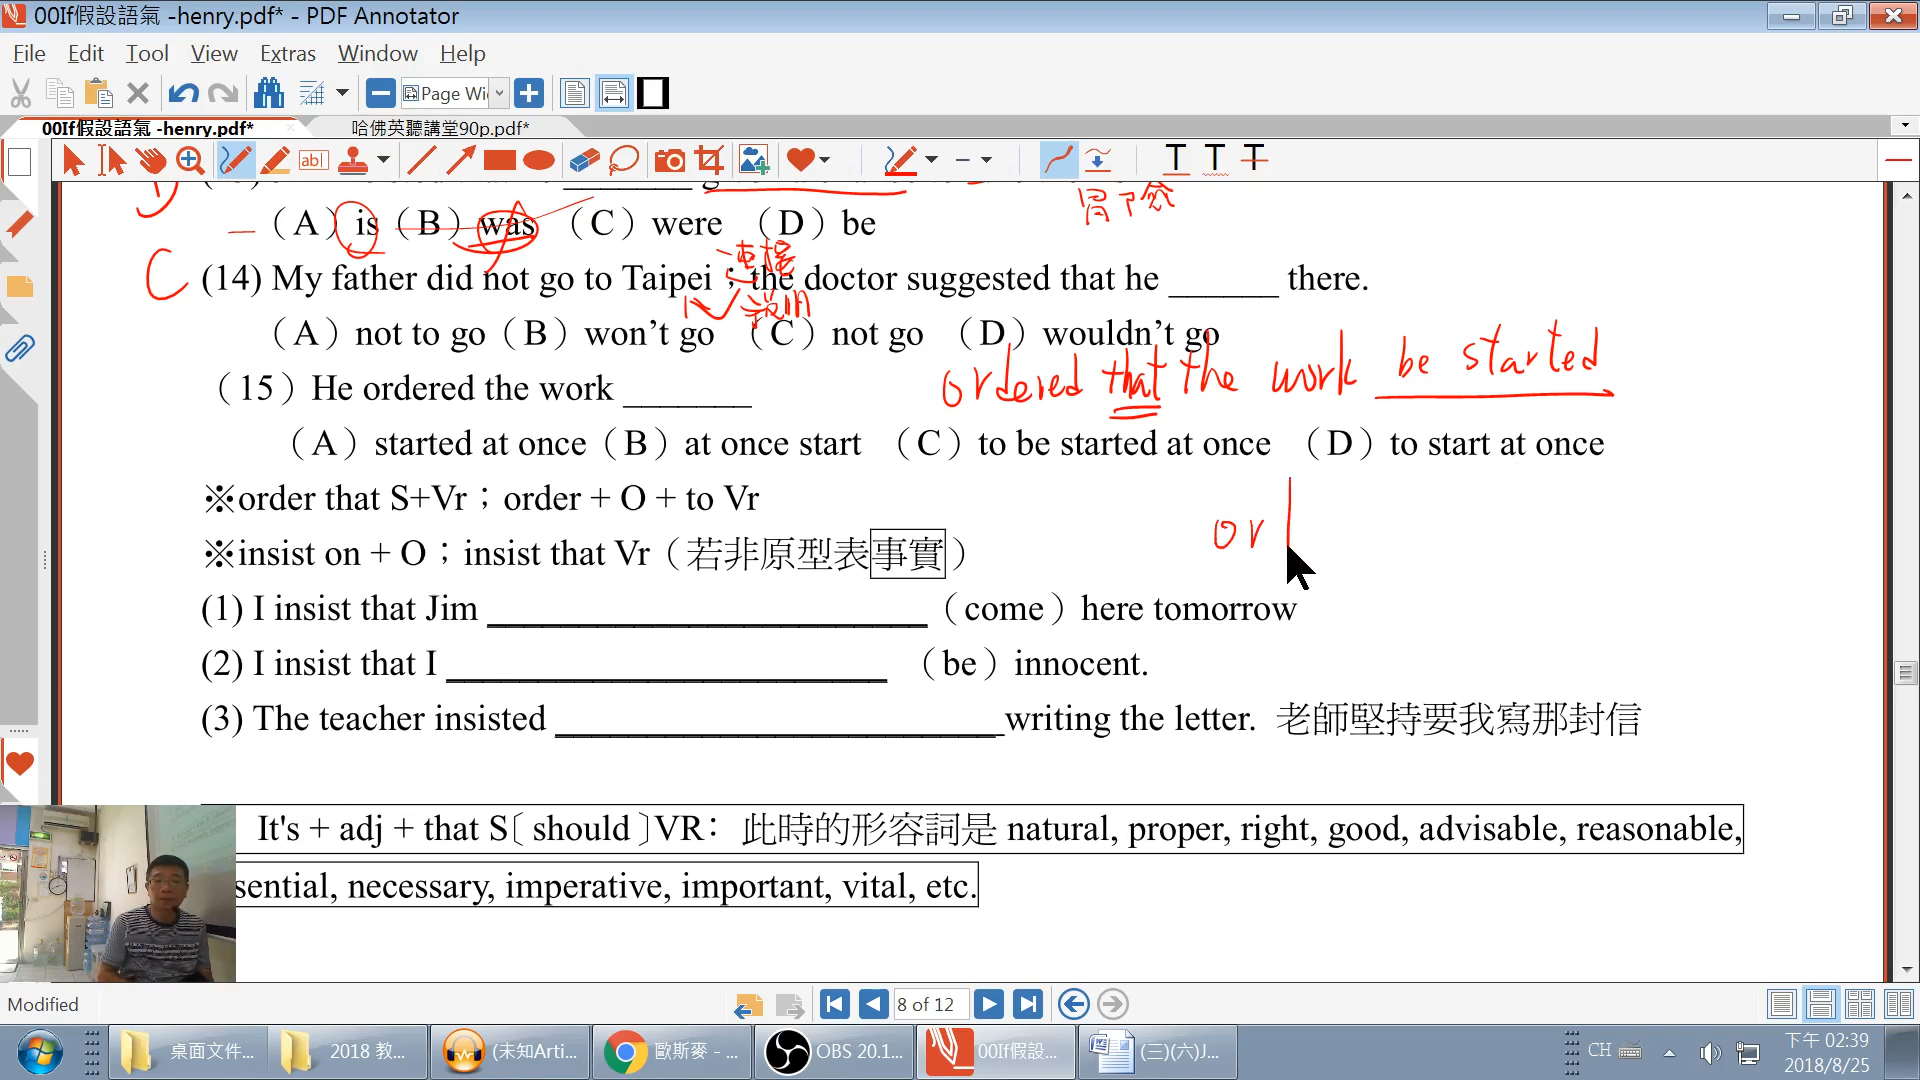 00If假設語氣 -henry.pdf* - PDF Annotator
File Edit Tool View Extras Window Help
Page Wi
00If假設語氣 -henry.pdf* 哈佛英聽講堂90p.pdf*
(A) is (B) was (C) were (D) be
C (14) My father did not go to Taipei；the doctor suggested that he ______ there.
連接
(A) not to go (B) won't go (C) not go (D) wouldn't go
ordered that the work be started
(15) He ordered the work _______
(A) started at once (B) at once start (C) to be started at once (D) to start at once
※order that S+Vr；order + O + to Vr
or
※insist on + O；insist that Vr（若非原型表事實）
(1) I insist that Jim ________________________（come）here tomorrow
(2) I insist that I ________________________ （be）innocent.
(3) The teacher insisted ________________________writing the letter. 老師堅持要我寫那封信
It's + adj + that S〔should〕VR： 此時的形容詞是 natural, proper, right, good, advisable, reasonable,
sential, necessary, imperative, important, vital, etc.
Modified 8 of 12
桌面文件... 2018 教... (未知Arti... 歐斯麥 - ... OBS 20.1... 00If假設... (三)(六)J... CH 下午 02:39
2018/8/25